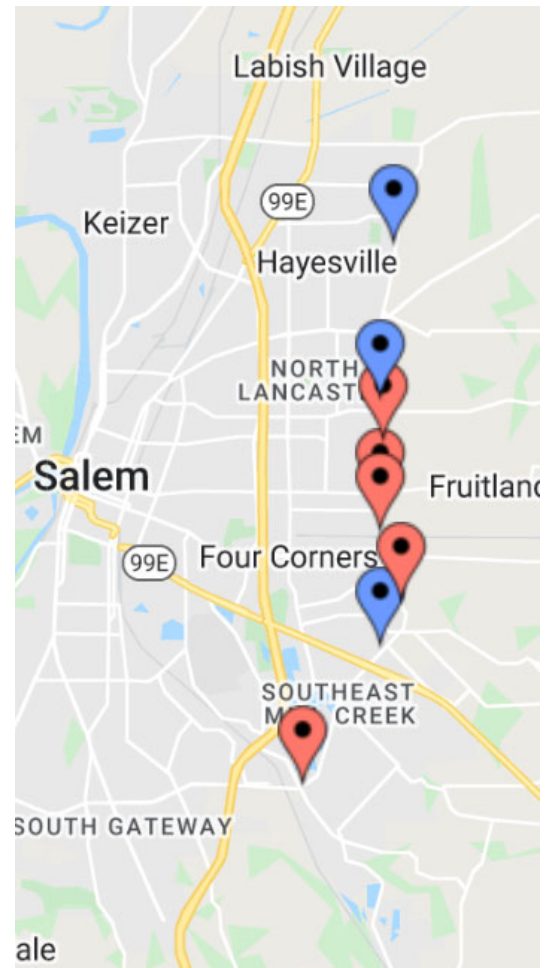 Labish Village
99E
Keizer
Hayesville
NORTH
LANCAST
EM
Salem
Fruitland
99E
Four Corners
SOUTHEAST
M CREEK
SOUTH GATEWAY
ale